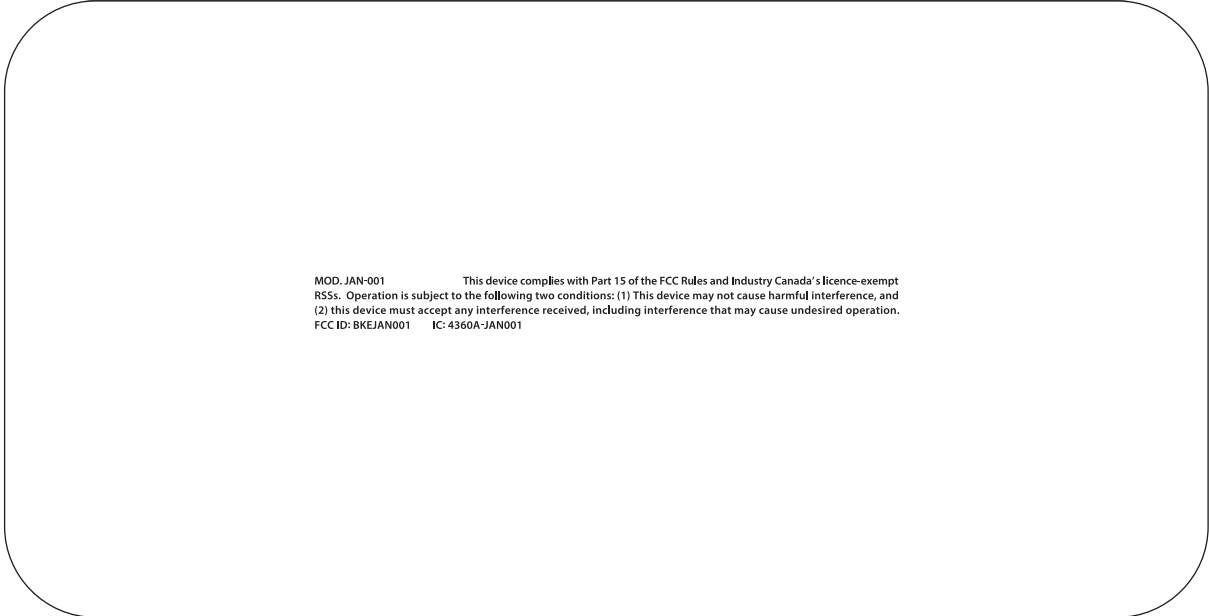 MOD. JAN-001 This device complies with Part 15 of the FCC Rules and Industry Canada's licence-exempt
RSSs. Operation is subject to the following two conditions: (1) This device may not cause harmful interference, and
(2) this device must accept any interference received, including interference that may cause undesired operation.
FCC ID: BKEJAN001 IC: 4360A-JAN001